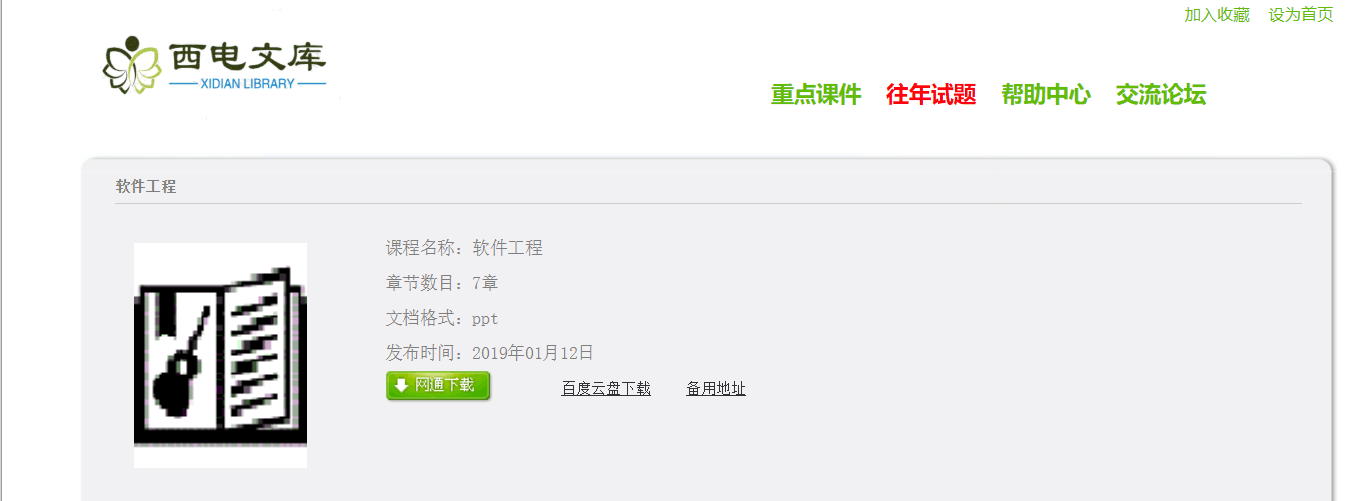 加入收藏 设为首页
西电文库
XIDIAN LIBRARY
重点课件 往年试题 帮助中心 交流论坛
软件工程
课程名称：软件工程
章节数目：7章
文档格式：ppt
发布时间：2019年01月12日
网通下载 百度云盘下载 备用地址